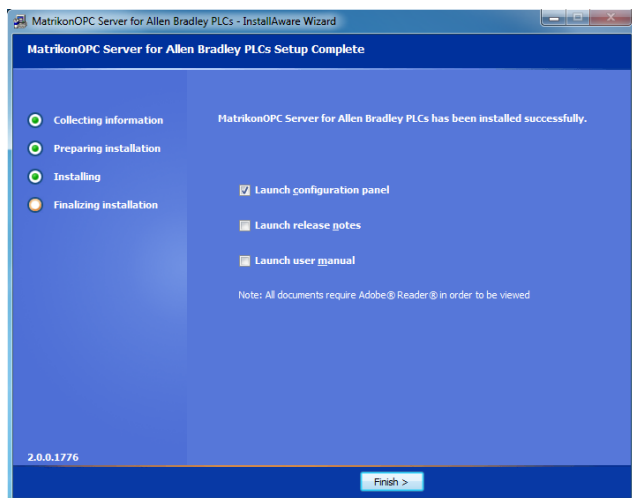 MatrikonOPC Server for Allen Bradley PLCs - InstallAware Wizard
MatrikonOPC Server for Allen Bradley PLCs Setup Complete
Collecting information
Preparing installation
Installing
Finalizing installation
MatrikonOPC Server for Allen Bradley PLCs has been installed successfully.
Launch configuration panel
Launch release notes
Launch user manual
Note: All documents require Adobe® Reader® in order to be viewed
2.0.0.1776
Finish >